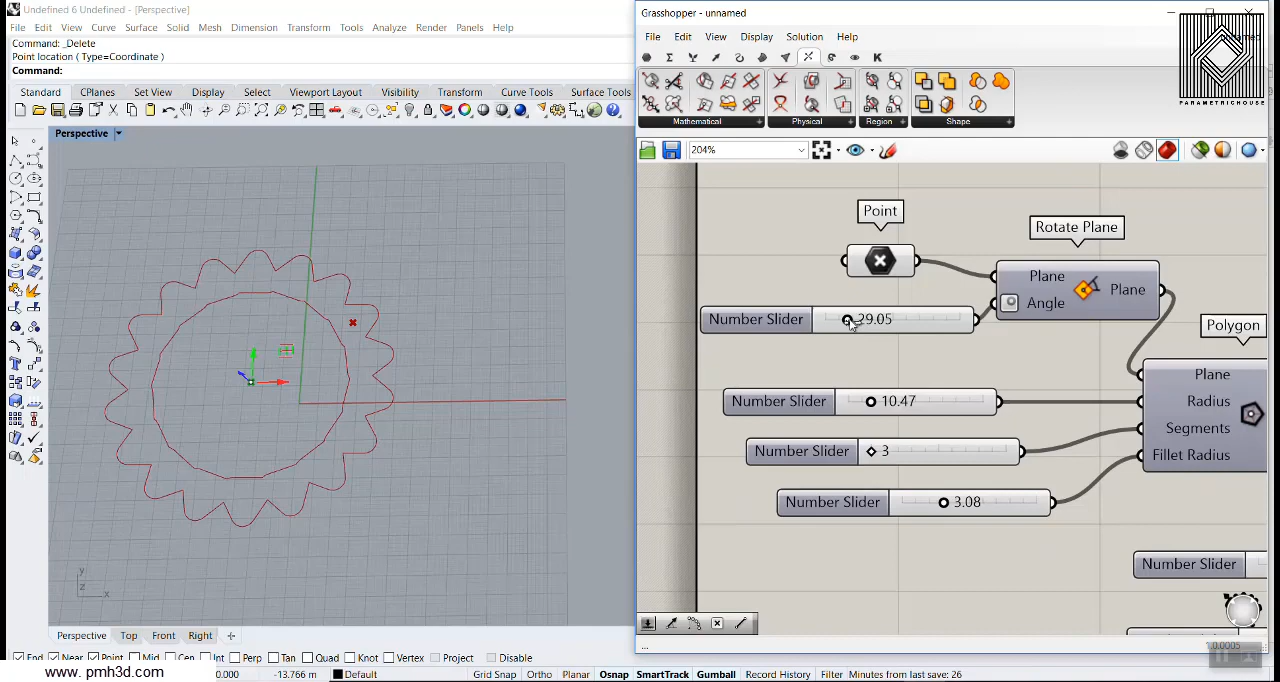 Undefined 6 Undefined - [Perspective]
File Edit View Curve Surface Solid Mesh Dimension Transform Tools Analyze Render Panels Help
Command: _Delete
Point location ( Type=Coordinate )
Command:
Standard CPlanes Set View Display Select Viewport Layout Visibility Transform Curve Tools Surface Tools
Perspective
y
z x
Perspective Top Front Right
End Near Point Mid Cen Int Perp Tan Quad Knot Vertex Project Disable
www. pmh3d.com
0.000 -13.766 m Default Grid Snap Ortho Planar Osnap SmartTrack Gumball Record History Filter Minutes from last save: 26
Grasshopper - unnamed
File Edit View Display Solution Help
K
Mathematical Physical Region Shape
PARAMETRICHOUSE
204%
Point
Rotate Plane
Plane
Angle
Plane
Number Slider 29.05
Polygon
Plane
Number Slider 10.47
Radius
Number Slider 3
Segments
Fillet Radius
Number Slider 3.08
Number Slider
...
1.0.0005